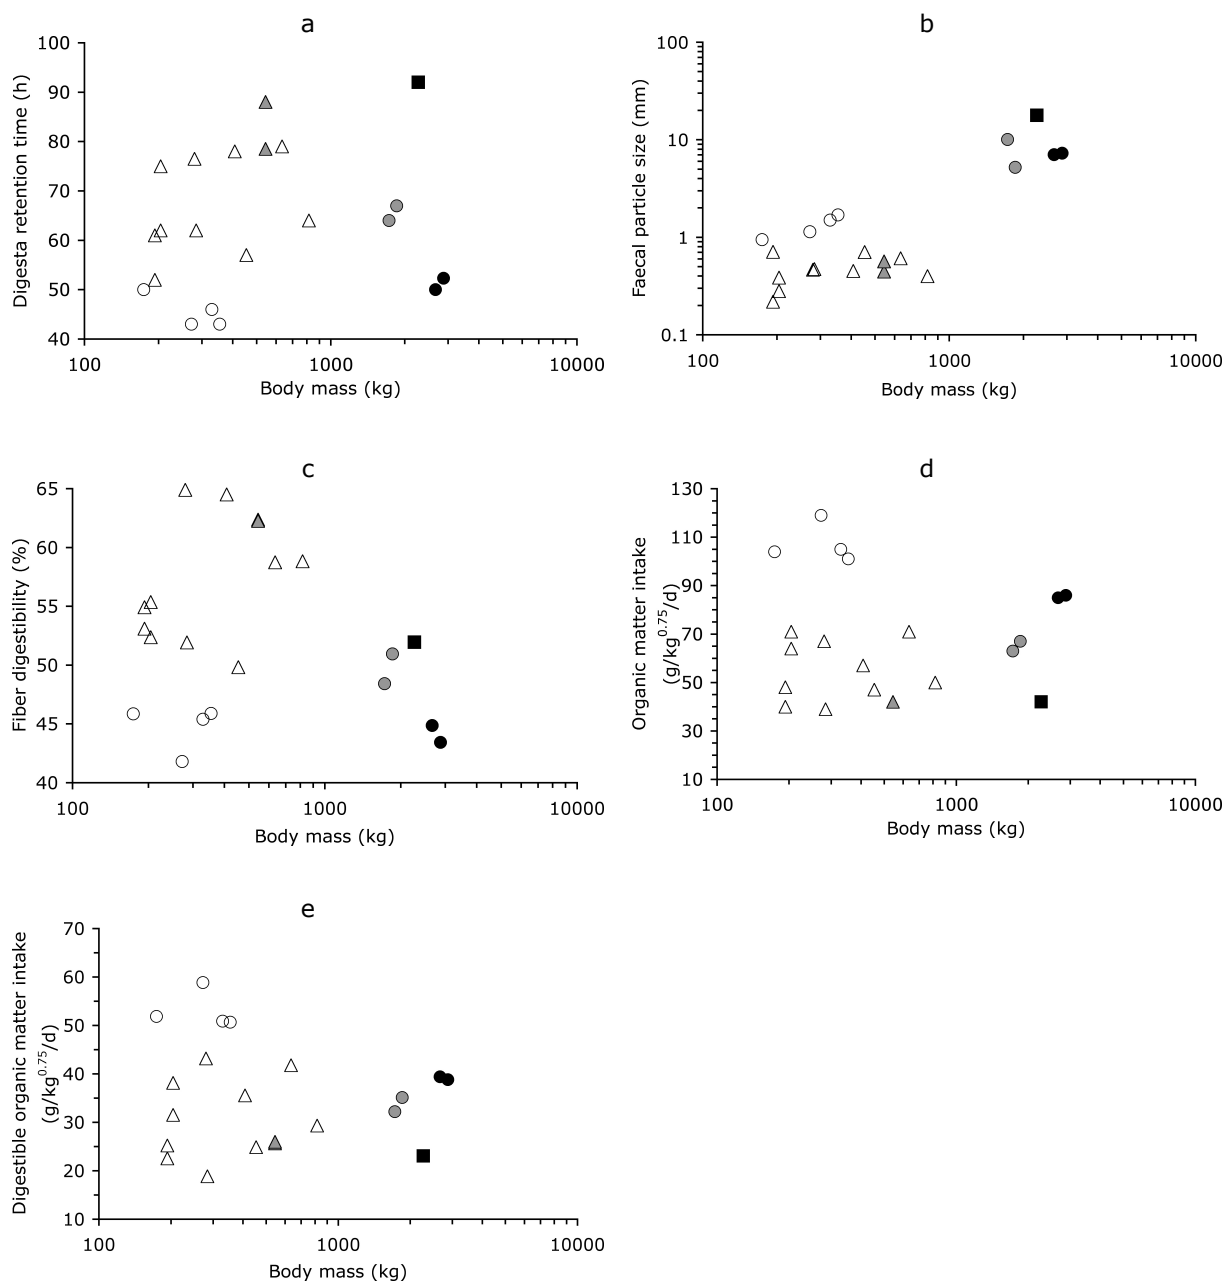 a
100
90
80
70
60
50
40
100
1000
10000
Digesta retention time (h)
Body mass (kg)
b
100
10
1
0.1
100
1000
10000
Faecal particle size (mm)
Body mass (kg)
c
65
60
55
50
45
40
100
1000
10000
Fiber digestibility (%)
Body mass (kg)
d
130
110
90
70
50
30
10
100
1000
10000
Organic matter intake
(g/kg0.75/d)
Body mass (kg)
e
70
60
50
40
30
20
10
100
1000
10000
Digestible organic matter intake
(g/kg0.75/d)
Body mass (kg)